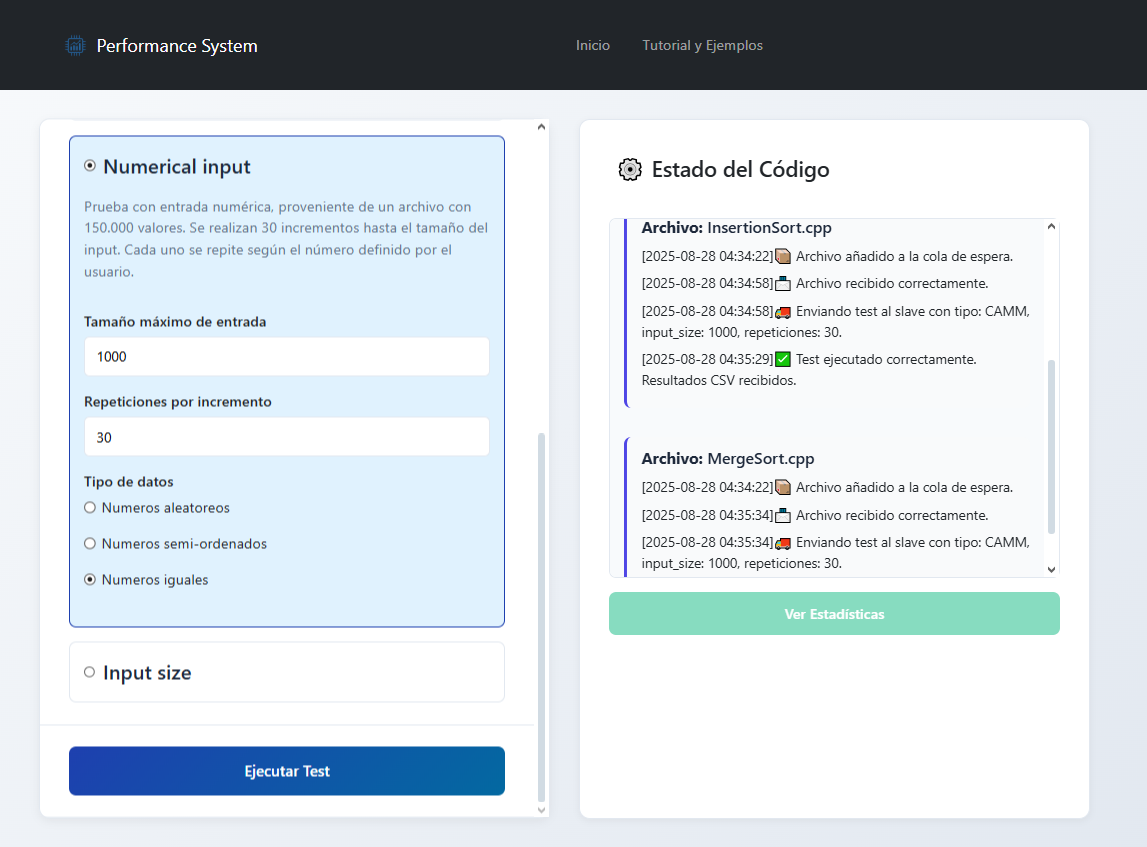 Performance System
Inicio
Tutorial y Ejemplos
Numerical input
Prueba con entrada numérica, proveniente de un archivo con
150.000 valores. Se realizan 30 incrementos hasta el tamaño del
input. Cada uno se repite según el número definido por el
usuario.
Tamaño máximo de entrada
1000
Repeticiones por incremento
30
Tipo de datos
Numeros aleatoreos
Numeros semi-ordenados
Numeros iguales
Input size
Ejecutar Test
Estado del Código
Archivo: InsertionSort.cpp
[2025-08-28 04:34:22] Archivo añadido a la cola de espera.
[2025-08-28 04:34:58] Archivo recibido correctamente.
[2025-08-28 04:34:58] Enviando test al slave con tipo: CAMM,
input_size: 1000, repeticiones: 30.
[2025-08-28 04:35:29] Test ejecutado correctamente.
Resultados CSV recibidos.
Archivo: MergeSort.cpp
[2025-08-28 04:34:22] Archivo añadido a la cola de espera.
[2025-08-28 04:35:34] Archivo recibido correctamente.
[2025-08-28 04:35:34] Enviando test al slave con tipo: CAMM,
input_size: 1000, repeticiones: 30.
Ver Estadísticas